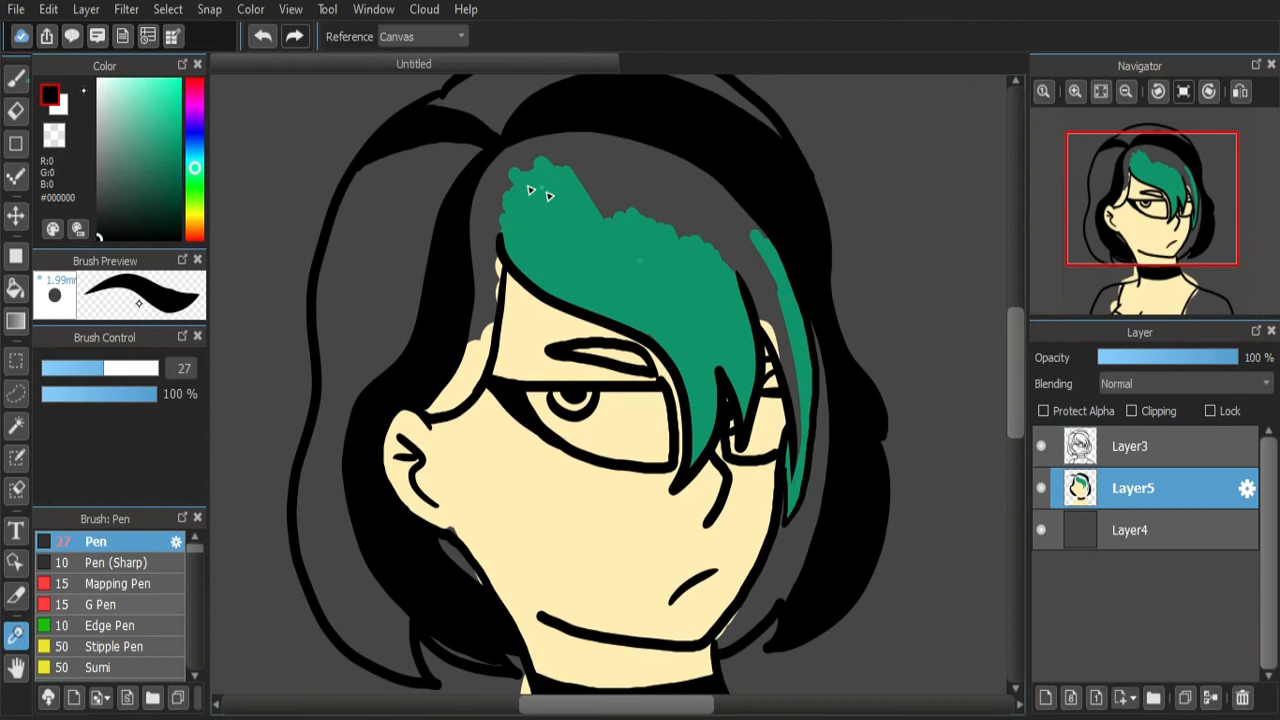 File Edit Layer Filter Select Snap Color View Tool Window Cloud Help
Reference Canvas
Untitled
Color
R:0
G:0
B:0
#000000
Brush Preview
Brush Control
27
100 %
Brush: Pen
27 Pen
10 Pen (Sharp)
15 Mapping Pen
15 G Pen
10 Edge Pen
50 Stipple Pen
50 Sumi
Navigator
Layer
Opacity 100 %
Blending Normal
Protect Alpha Clipping Lock
Layer3
Layer5
Layer4